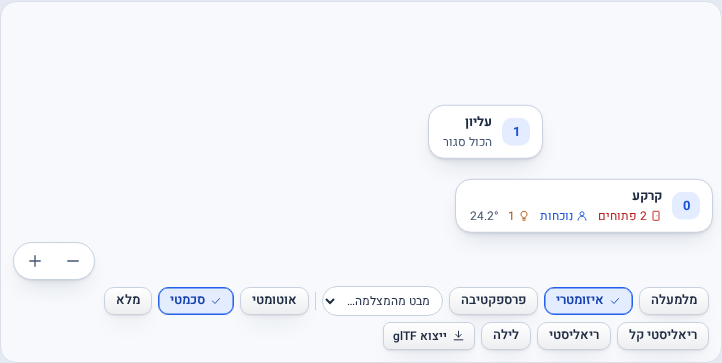 1 עליון
הכול סגור
0 קרקע
2 פתוחים נוכחות 1 24.2°
+ −
מלמעלה איזומטרי פרספקטיבה מבט מהמצלמה... אוטומטי סכמטי מלא
ריאליסטי קל ריאליסטי לילה ייצוא glTF